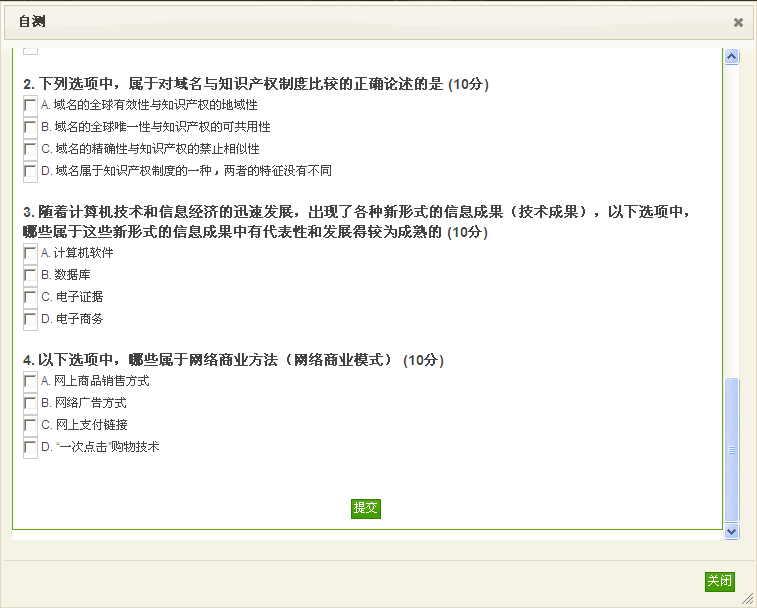 自测
2. 下列选项中，属于对域名与知识产权制度比较的正确论述的是 (10分)
A. 域名的全球有效性与知识产权的地域性
B. 域名的全球唯一性与知识产权的可共用性
C. 域名的精确性与知识产权的禁止相似性
D. 域名属于知识产权制度的一种，两者的特征没有不同
3. 随着计算机技术和信息经济的迅速发展，出现了各种新形式的信息成果（技术成果），以下选项中，
哪些属于这些新形式的信息成果中有代表性和发展得较为成熟的 (10分)
A. 计算机软件
B. 数据库
C. 电子证据
D. 电子商务
4. 以下选项中，哪些属于网络商业方法（网络商业模式） (10分)
A. 网上商品销售方式
B. 网络广告方式
C. 网上支付链接
D. “一次点击”购物技术
提交
关闭